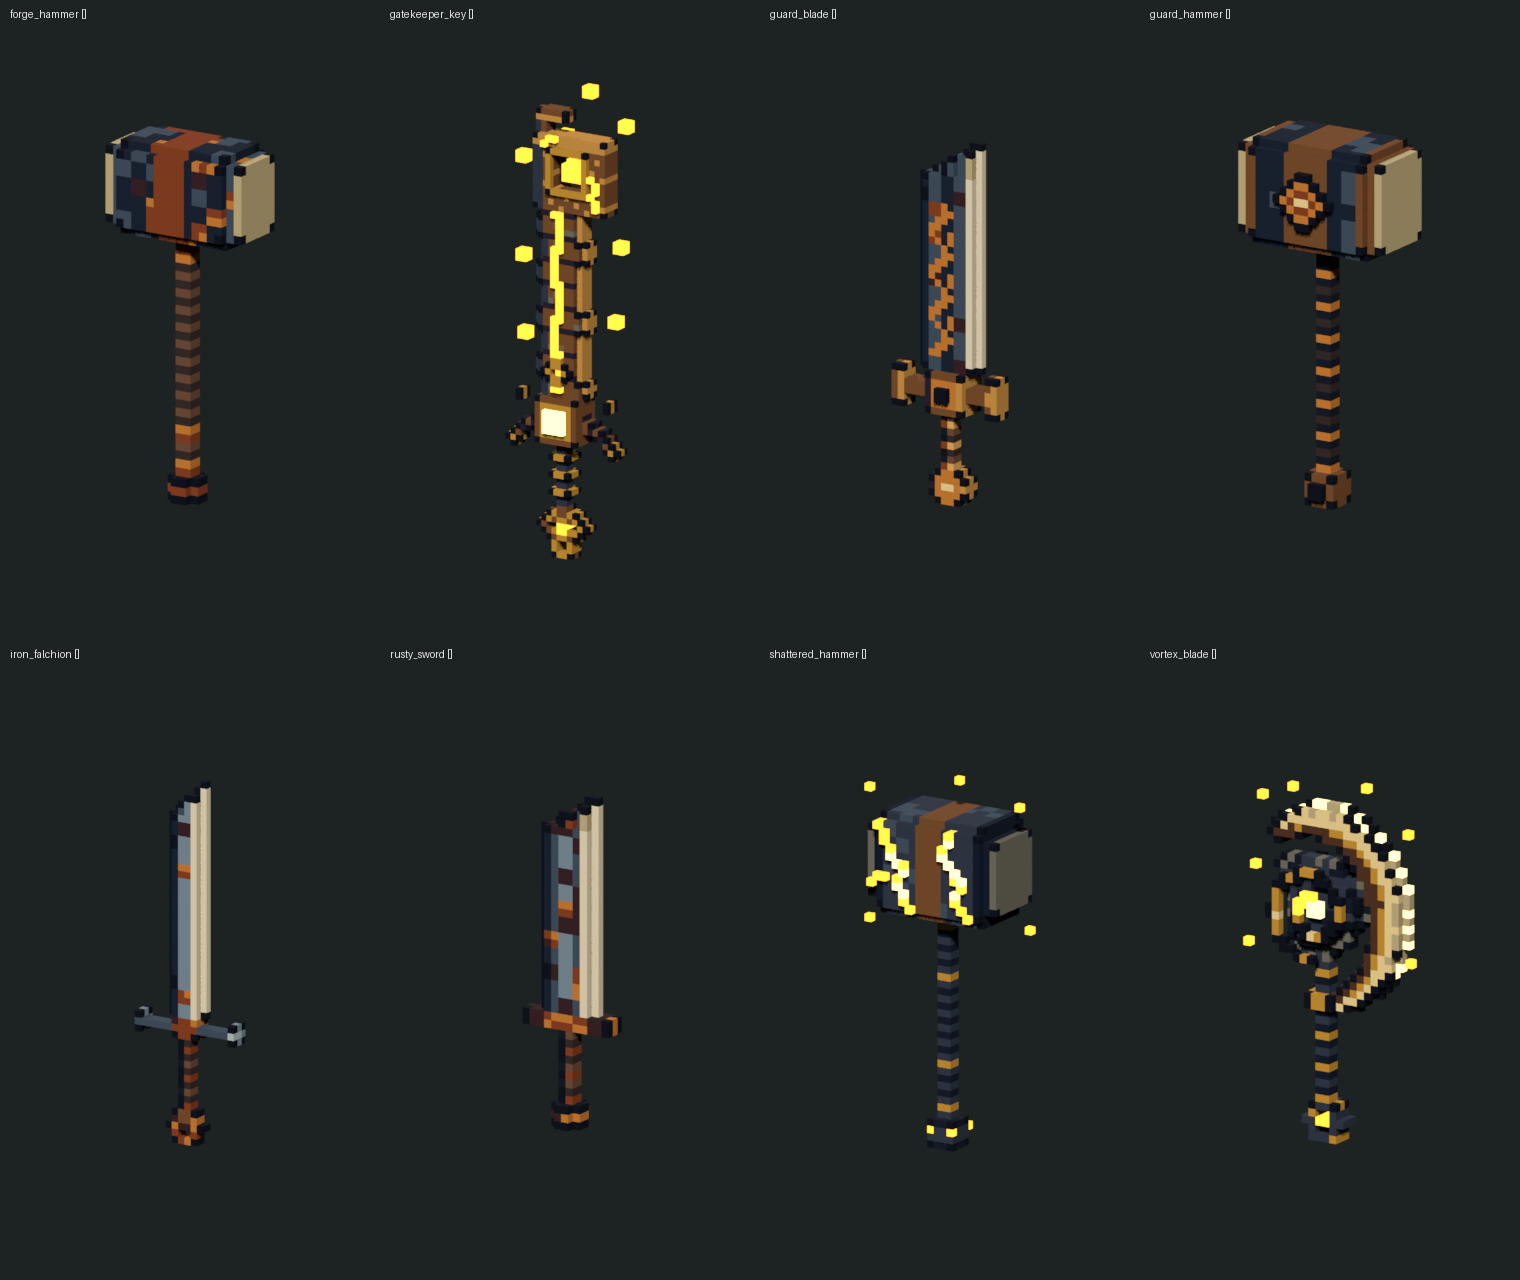 forge_hammer []
gatekeeper_key []
guard_blade []
guard_hammer []
iron_falchion []
rusty_sword []
shattered_hammer []
vortex_blade []